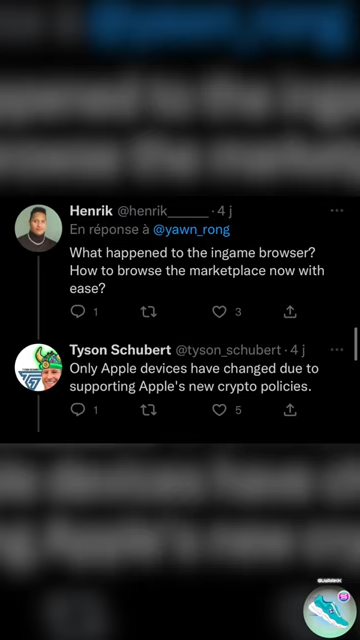 Henrik @henrik______ · 4 j
En réponse à @yawn_rong
What happened to the ingame browser?
How to browse the marketplace now with
ease?
1 3
Tyson Schubert @tyson_schubert · 4 j
Only Apple devices have changed due to
supporting Apple's new crypto policies.
1 5